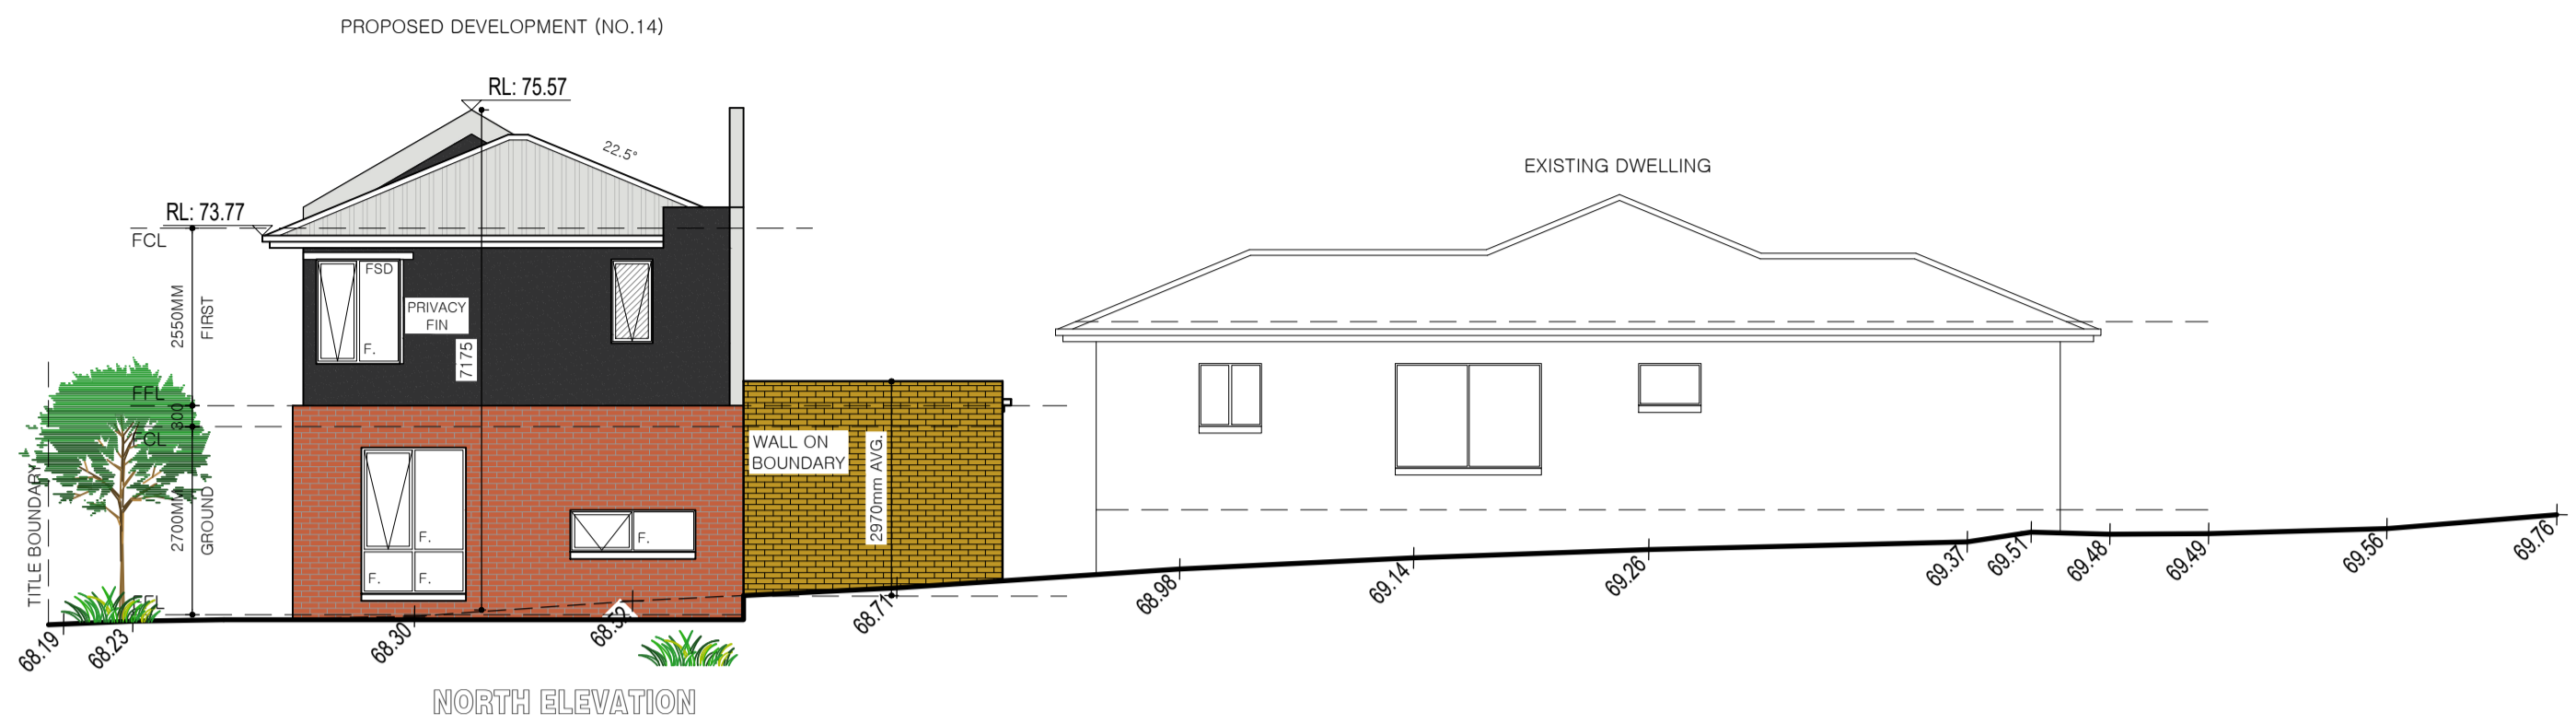 PROPOSED DEVELOPMENT (NO.14)
RL: 75.57
22.5°
EXISTING DWELLING
RL: 73.77
FCL
FSD
PRIVACY
FIN
F.
2550MM
FIRST
7175
FFL
300
FCL
WALL ON
BOUNDARY
2970mm AVG.
TITLE BOUNDARY
2700MM
GROUND
F.
F.
F.
F.
FFL
68.19
68.23
68.30
68.52
68.71
68.98
69.14
69.26
69.37
69.51
69.48
69.49
69.56
69.76
NORTH ELEVATION